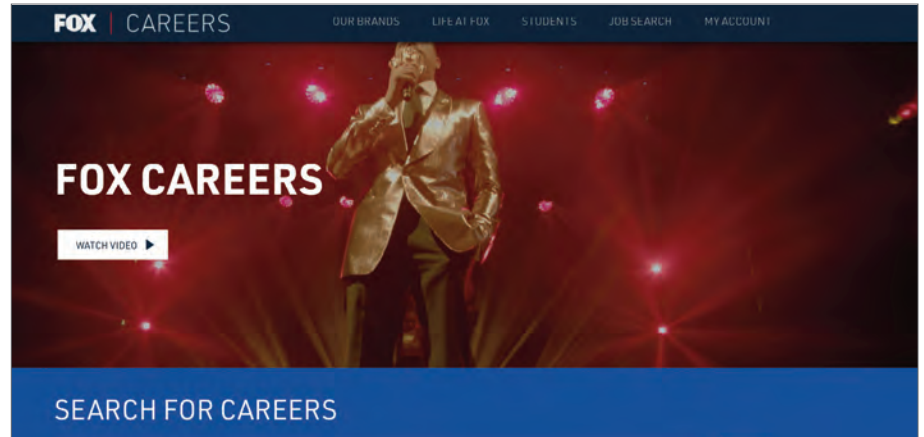 FOX | CAREERS OUR BRANDS LIFE AT FOX STUDENTS JOB SEARCH MY ACCOUNT
FOX CAREERS
WATCH VIDEO
SEARCH FOR CAREERS